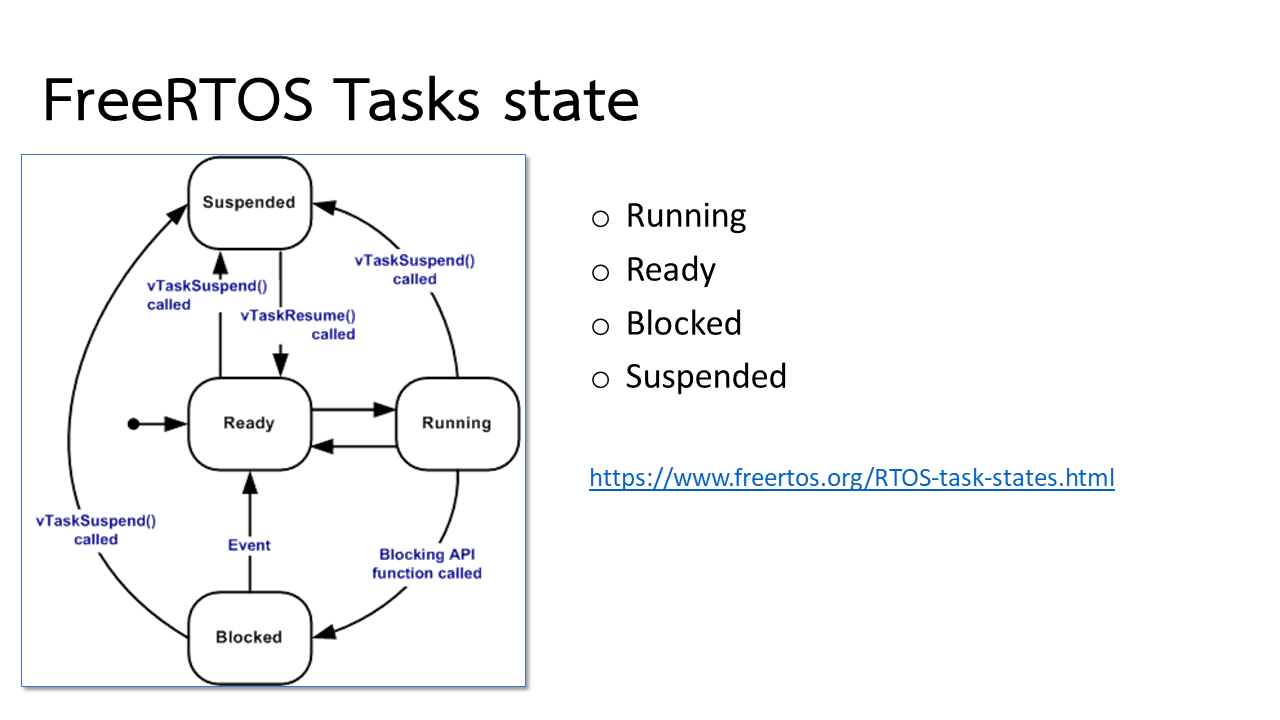 FreeRTOS Tasks state
Suspended
vTaskSuspend()
called
vTaskSuspend()
called
vTaskResume()
called
Ready
Running
vTaskSuspend()
called
Event
Blocking API
function called
Blocked
o Running
o Ready
o Blocked
o Suspended
https://www.freertos.org/RTOS-task-states.html